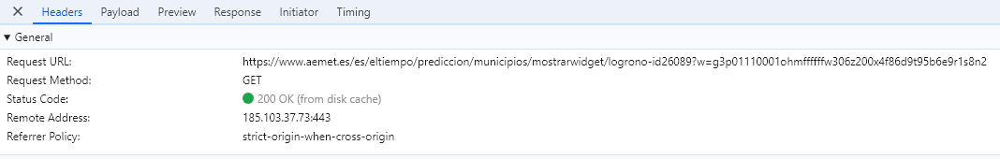 Headers Payload Preview Response Initiator Timing
General
Request URL: https://www.aemet.es/es/eltiempo/prediccion/municipios/mostrarwidget/logrono-id26089?w=g3p01110001ohmffffffw306z200x4f86d9t95b6e9r1s8n2
Request Method: GET
Status Code: 200 OK (from disk cache)
Remote Address: 185.103.37.73:443
Referrer Policy: strict-origin-when-cross-origin